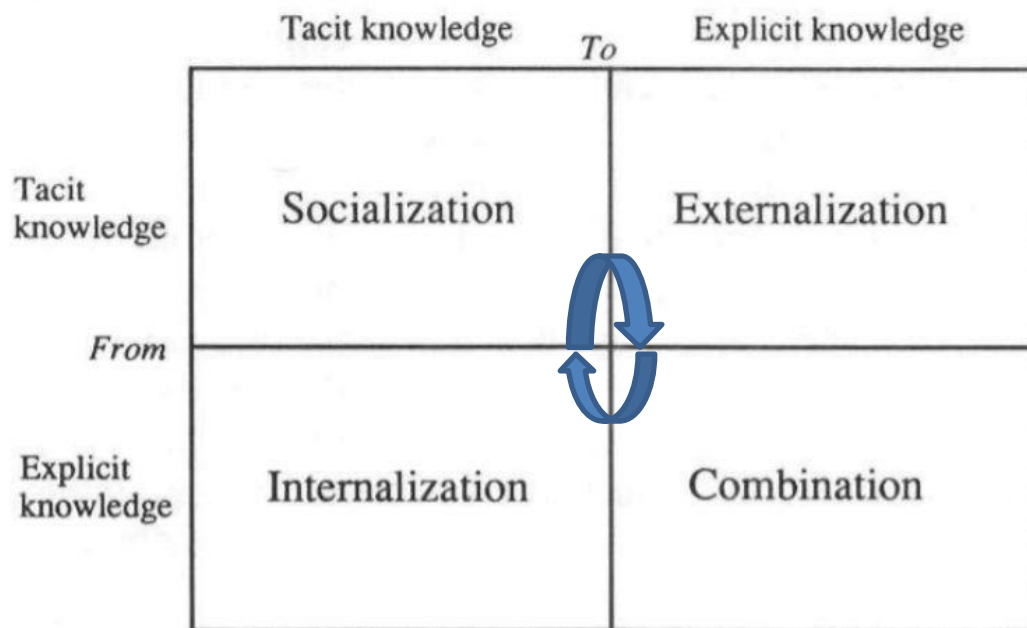 Tacit knowledge To Explicit knowledge
Tacit
knowledge
Socialization Externalization
From
Explicit
knowledge
Internalization Combination